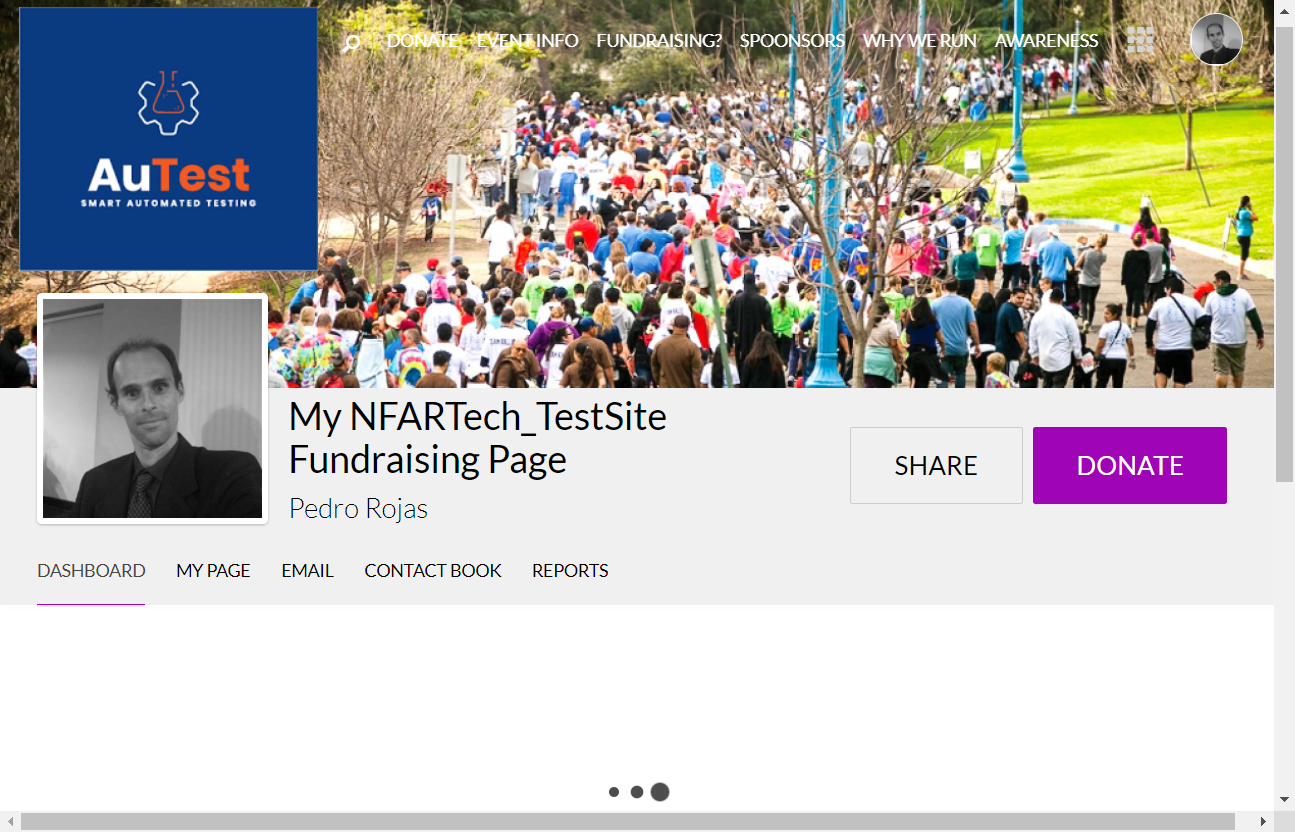 DONATE EVENT INFO FUNDRAISING? SPOONSORS WHY WE RUN AWARENESS
AuTest
SMART AUTOMATED TESTING
My NFARTech_TestSite
Fundraising Page
Pedro Rojas
SHARE DONATE
DASHBOARD MY PAGE EMAIL CONTACT BOOK REPORTS